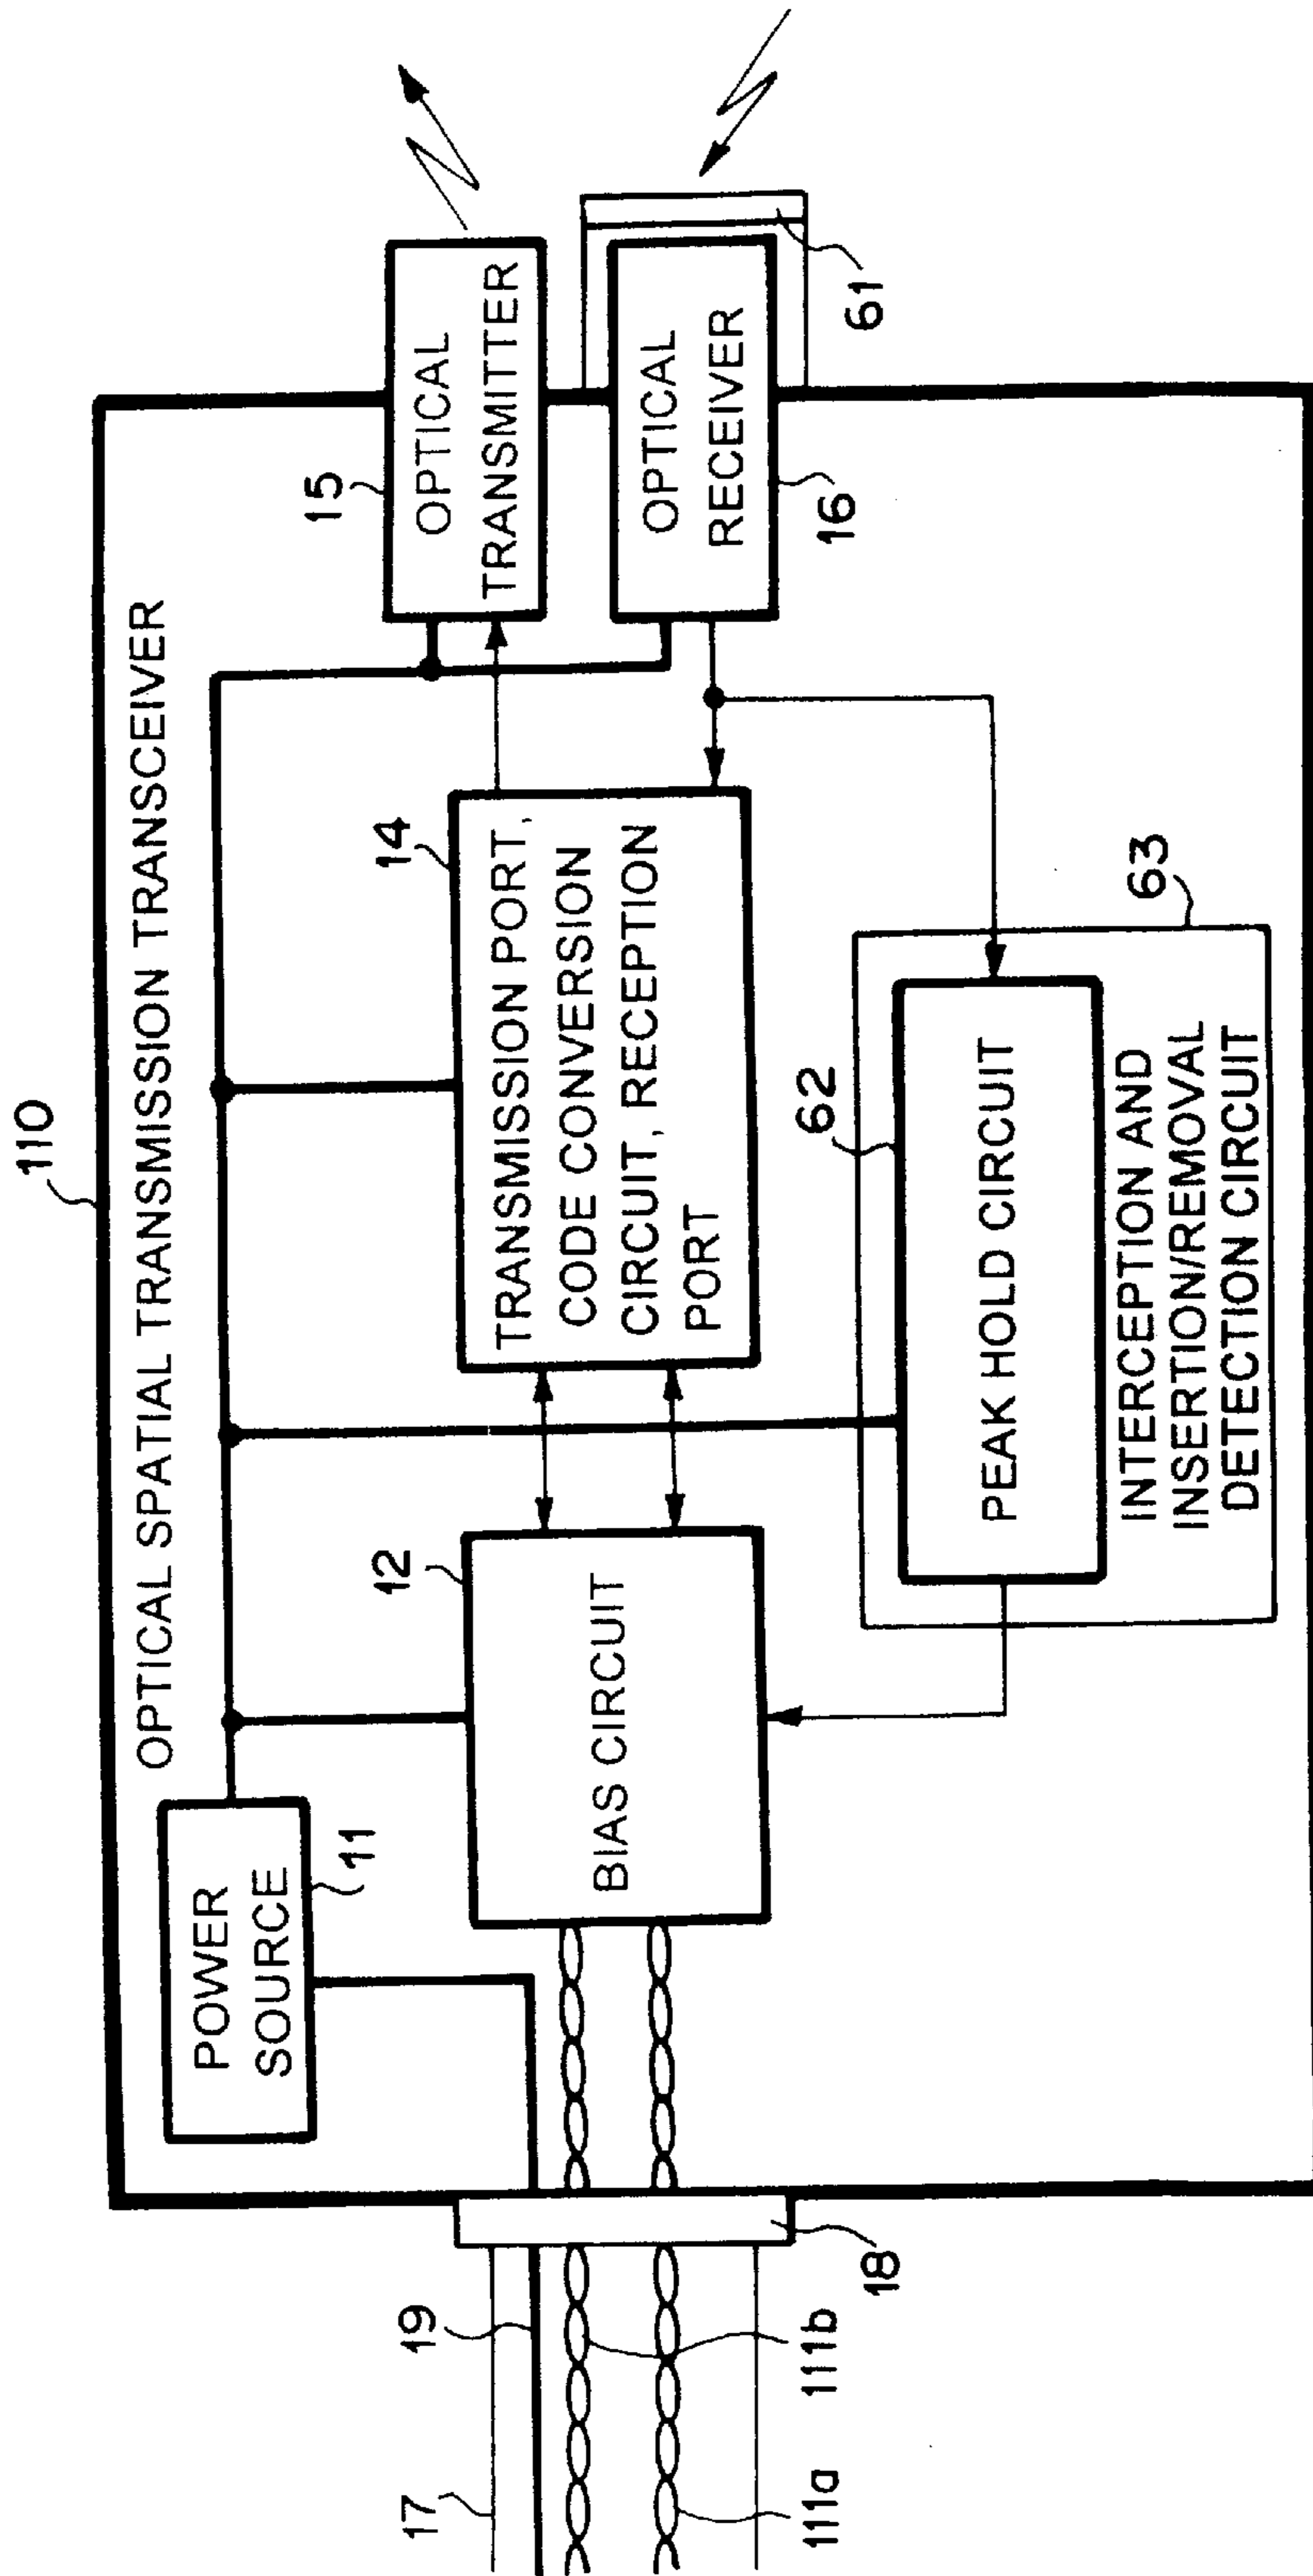 110
OPTICAL SPATIAL TRANSMISSION TRANSCEIVER
POWER
SOURCE
11
12
BIAS CIRCUIT
14
TRANSMISSION PORT,
CODE CONVERSION
CIRCUIT, RECEPTION
PORT
15
OPTICAL
TRANSMITTER
OPTICAL
RECEIVER
16
61
17
19
111a
111b
18
62
PEAK HOLD CIRCUIT
INTERCEPTION AND
INSERTION/REMOVAL
DETECTION CIRCUIT
63